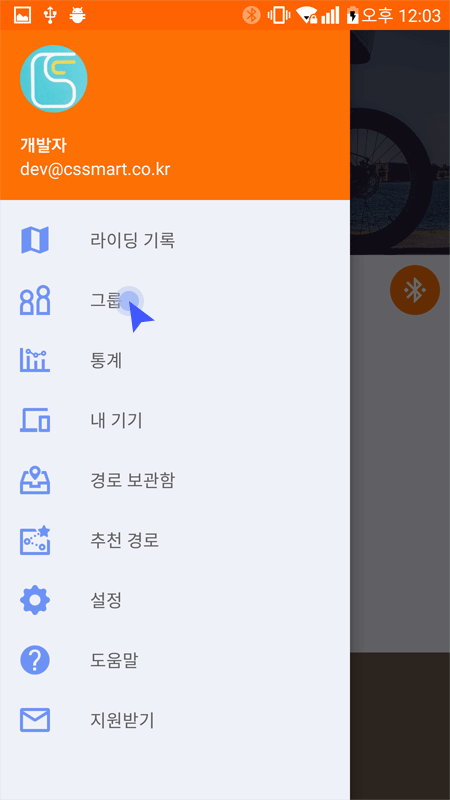 오후 12:03
개발자
dev@cssmart.co.kr
라이딩 기록
그룹
통계
내 기기
경로 보관함
추천 경로
설정
도움말
지원받기